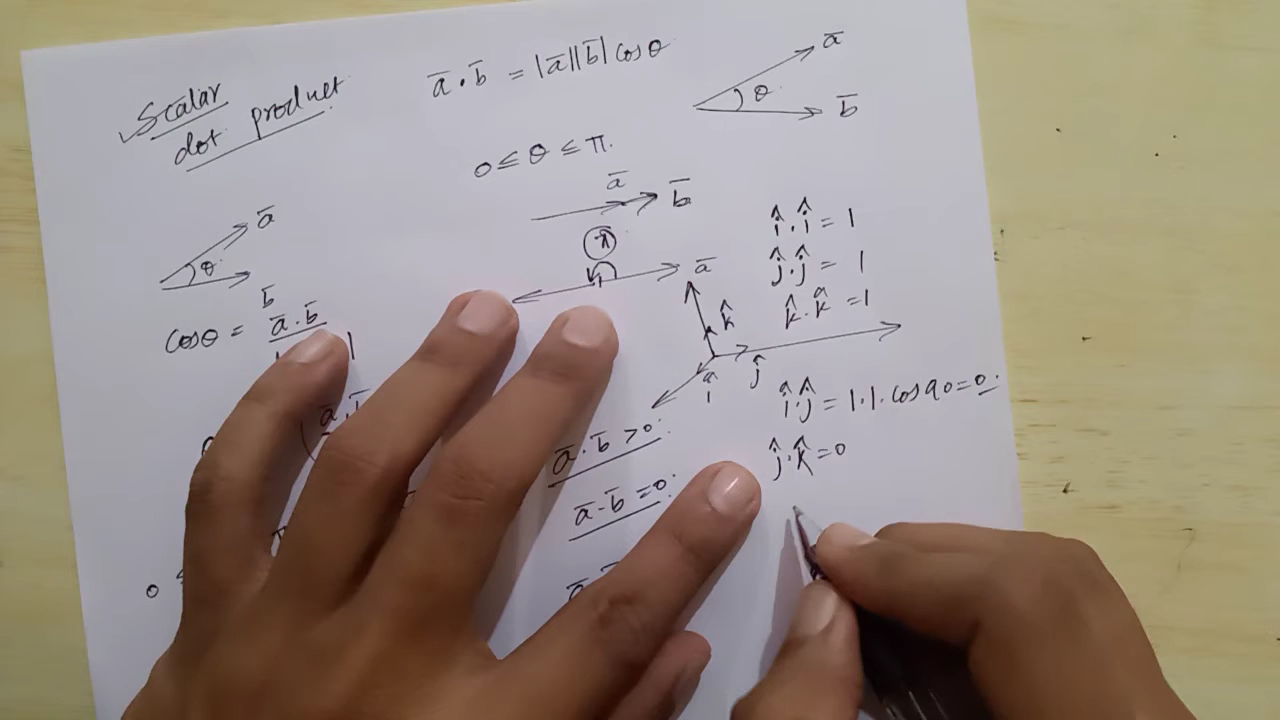 Scalar
dot product
a̅ . b̅ = |a̅||b̅| cos θ
a̅
θ
b̅
0 ≤ θ ≤ π.
a̅ b̅
a̅
θ
b̅
π
a̅
cos θ = a̅ . b̅
î . î = 1
ĵ . ĵ = 1
k̂ . k̂ = 1
k̂
ĵ
î
î . ĵ = 1 . 1 . cos 90 = 0 .
ĵ . k̂ = 0
a̅ . b̅ > 0 .
a̅ . b̅ = 0 .